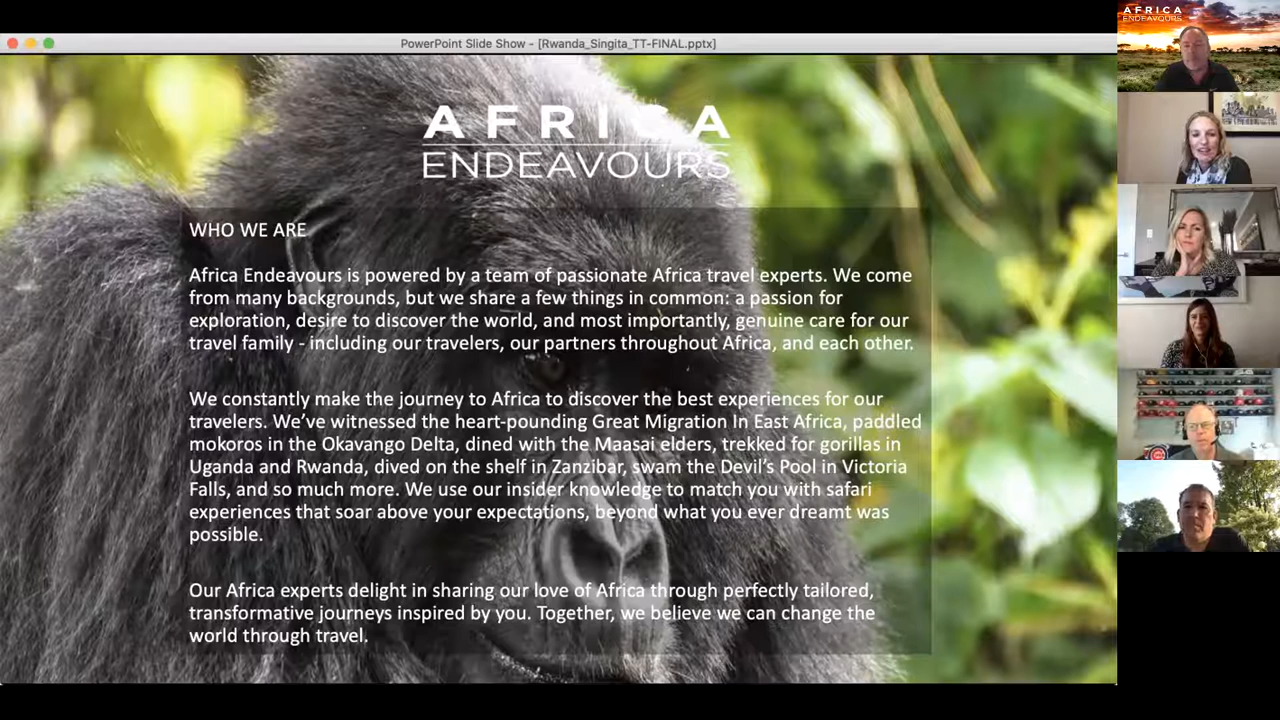 PowerPoint Slide Show - [Rwanda_Singita_TT-FINAL.pptx]
AFRICA
ENDEAVOURS
WHO WE ARE
Africa Endeavours is powered by a team of passionate Africa travel experts. We come
from many backgrounds, but we share a few things in common: a passion for
exploration, desire to discover the world, and most importantly, genuine care for our
travel family - including our travelers, our partners throughout Africa, and each other.
We constantly make the journey to Africa to discover the best experiences for our
travelers. We've witnessed the heart-pounding Great Migration In East Africa, paddled
mokoros in the Okavango Delta, dined with the Maasai elders, trekked for gorillas in
Uganda and Rwanda, dived on the shelf in Zanzibar, swam the Devil's Pool in Victoria
Falls, and so much more. We use our insider knowledge to match you with safari
experiences that soar above your expectations, beyond what you ever dreamt was
possible.
Our Africa experts delight in sharing our love of Africa through perfectly tailored,
transformative journeys inspired by you. Together, we believe we can change the
world through travel.
AFRICA
ENDEAVOURS